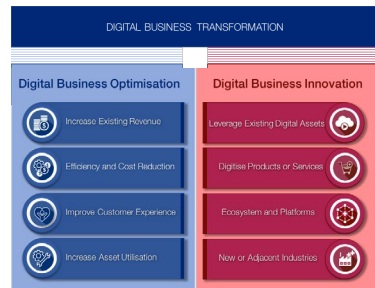 DIGITAL BUSINESS TRANSFORMATION
Digital Business Optimisation
Increase Existing Revenue
Efficiency and Cost Reduction
Improve Customer Experience
Increase Asset Utilisation
Digital Business Innovation
Leverage Existing Digital Assets
Digitise Products or Services
Ecosystem and Platforms
New or Adjacent Industries